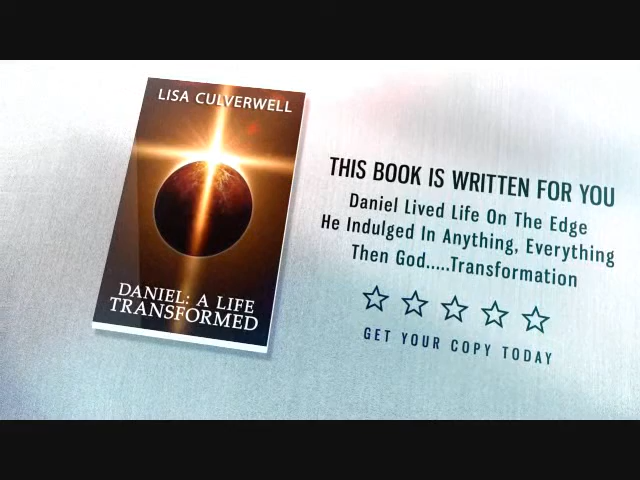 LISA CULVERWELL
DANIEL: A LIFE
TRANSFORMED
THIS BOOK IS WRITTEN FOR YOU
Daniel Lived Life On The Edge
He Indulged In Anything, Everything
Then God.....Transformation
GET YOUR COPY TODAY